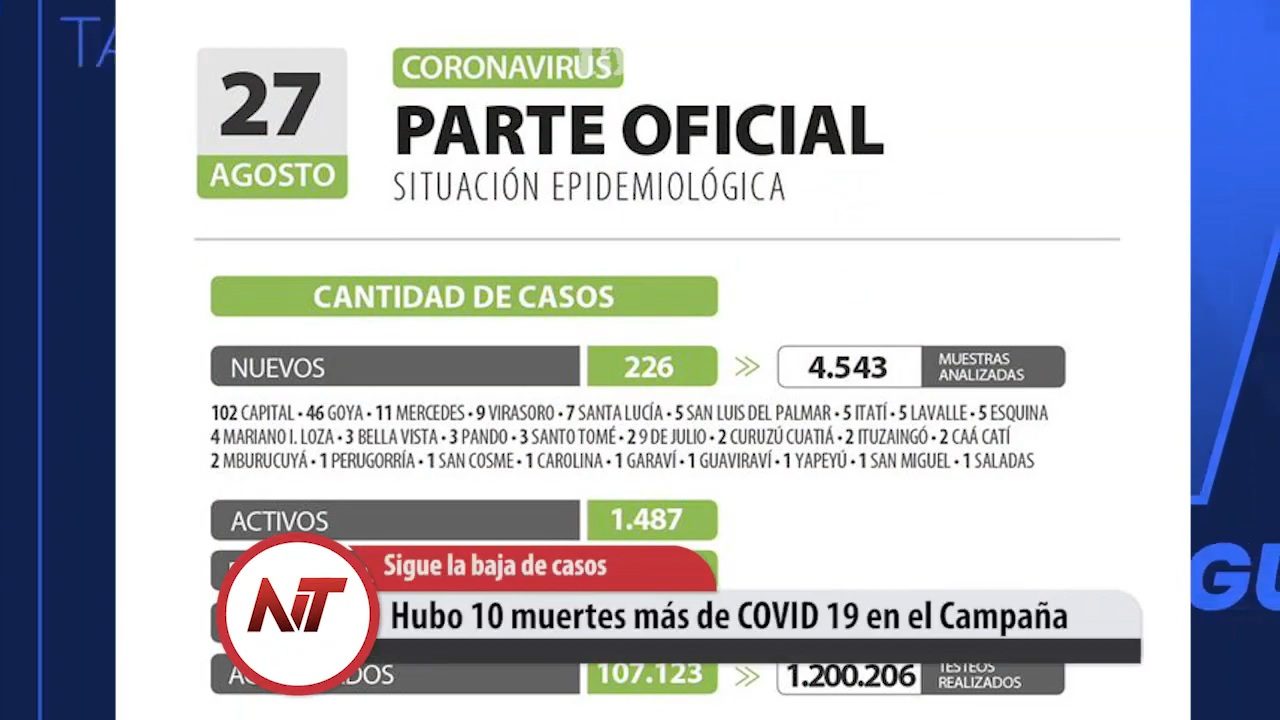 TA
27
AGOSTO
CORONAVIRUS
PARTE OFICIAL
SITUACIÓN EPIDEMIOLÓGICA
CANTIDAD DE CASOS
NUEVOS 226 4.543 MUESTRAS ANALIZADAS
102 CAPITAL • 46 GOYA • 11 MERCEDES • 9 VIRASORO • 7 SANTA LUCÍA • 5 SAN LUIS DEL PALMAR • 5 ITATÍ • 5 LAVALLE • 5 ESQUINA
4 MARIANO I. LOZA • 3 BELLA VISTA • 3 PANDO • 3 SANTO TOMÉ • 2 9 DE JULIO • 2 CURUZÚ CUATIÁ • 2 ITUZAINGÓ • 2 CAÁ CATÍ
2 MBURUCUYÁ • 1 PERUGORRÍA • 1 SAN COSME • 1 CAROLINA • 1 GARAVÍ • 1 GUAVIRAVÍ • 1 YAPEYÚ • 1 SAN MIGUEL • 1 SALADAS
ACTIVOS 1.487
Sigue la baja de casos
NT
Hubo 10 muertes más de COVID 19 en el Campaña
GU
107.123 1.200.206 TESTEOS REALIZADOS